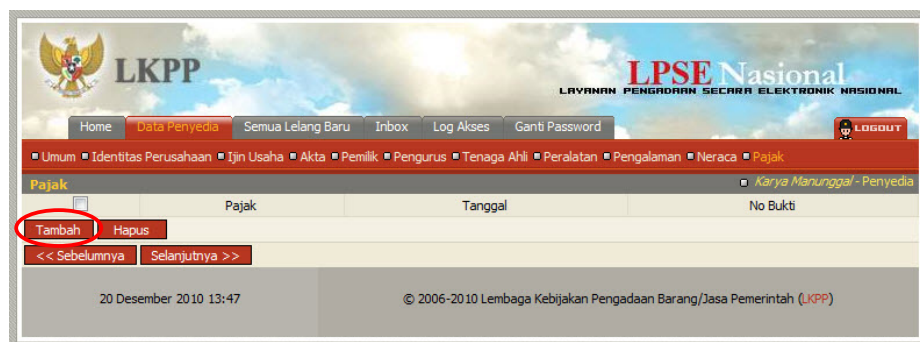 LKPP
LPSE Nasional
LAYANAN PENGADAAN SECARA ELEKTRONIK NASIONAL
Home Data Penyedia Semua Lelang Baru Inbox Log Akses Ganti Password LOGOUT
Umum Identitas Perusahaan Ijin Usaha Akta Pemilik Pengurus Tenaga Ahli Peralatan Pengalaman Neraca Pajak
Pajak Karya Manunggal - Penyedia
Pajak Tanggal No Bukti
Tambah Hapus
<< Sebelumnya Selanjutnya >>
20 Desember 2010 13:47 © 2006-2010 Lembaga Kebijakan Pengadaan Barang/Jasa Pemerintah (LKPP)